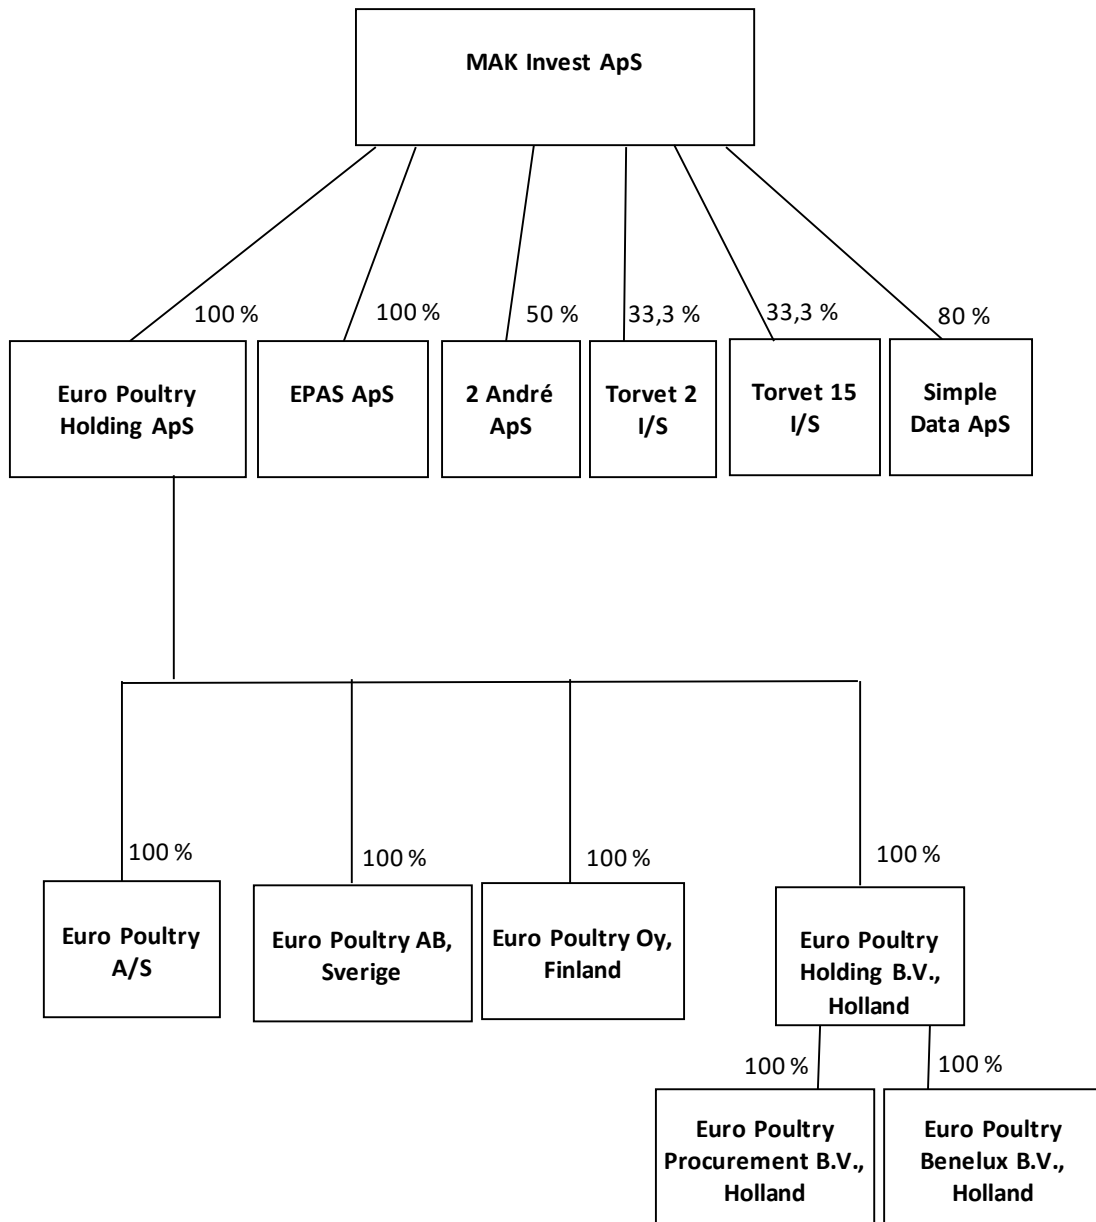 MAK Invest ApS
100 %
100 %
50 %
33,3 %
33,3 %
80 %
Euro Poultry
Holding ApS
EPAS ApS
2 André
ApS
Torvet 2
I/S
Torvet 15
I/S
Simple
Data ApS
100 %
100 %
100 %
100 %
Euro Poultry
A/S
Euro Poultry AB,
Sverige
Euro Poultry Oy,
Finland
Euro Poultry
Holding B.V.,
Holland
100 %
100 %
Euro Poultry
Procurement B.V.,
Holland
Euro Poultry
Benelux B.V.,
Holland